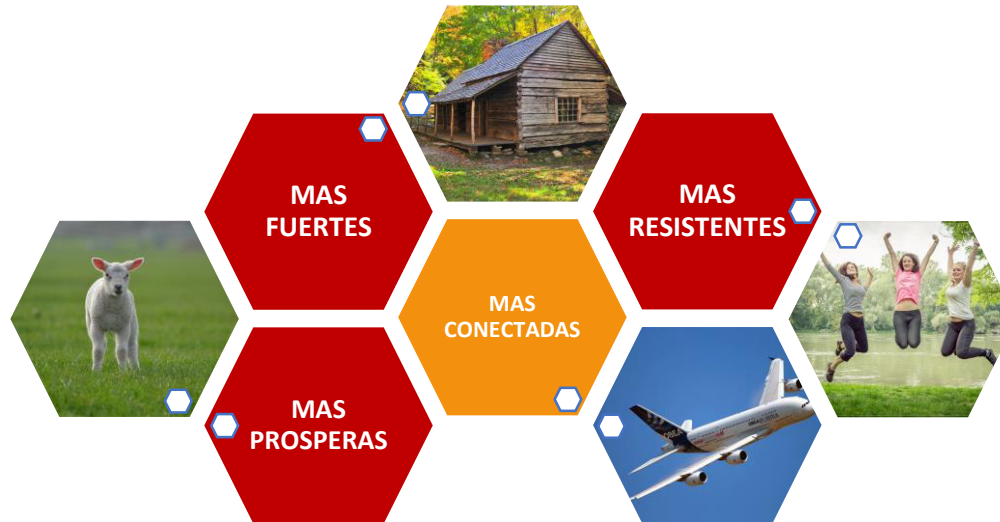 MAS
FUERTES
MAS
RESISTENTES
MAS
CONECTADAS
MAS
PROSPERAS